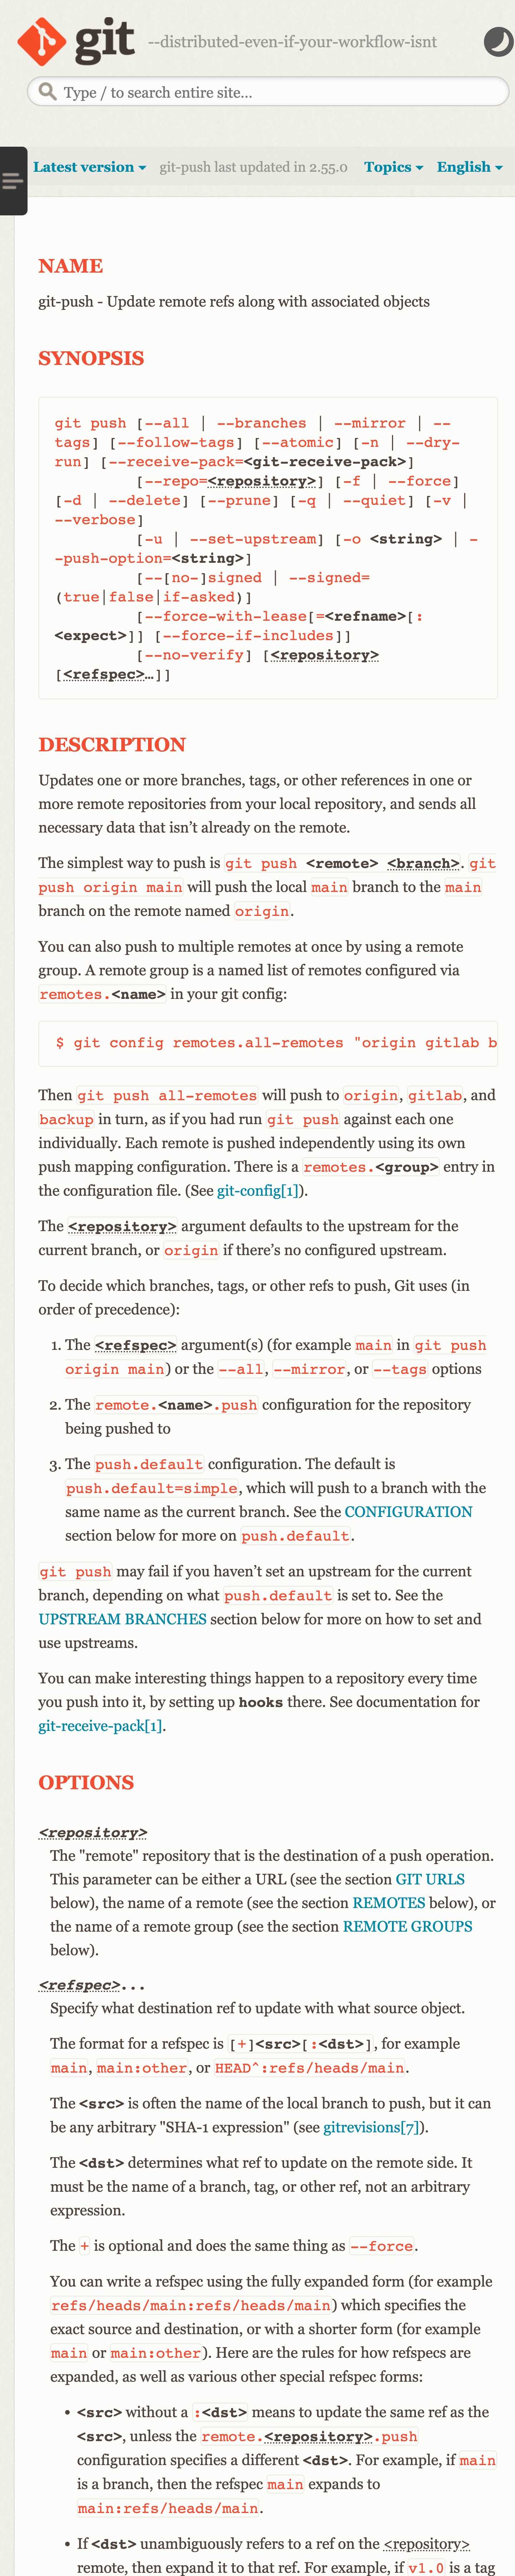 git --distributed-even-if-your-workflow-isnt
Type / to search entire site…
Latest version git-push last updated in 2.55.0 Topics English
NAME
git-push - Update remote refs along with associated objects
SYNOPSIS
git push [--all | --branches | --mirror | --
tags] [--follow-tags] [--atomic] [-n | --dry-
run] [--receive-pack=<git-receive-pack>]
[--repo=<repository>] [-f | --force]
[-d | --delete] [--prune] [-q | --quiet] [-v |
--verbose]
[-u | --set-upstream] [-o <string> | -
-push-option=<string>]
[--[no-]signed | --signed=
(true|false|if-asked)]
[--force-with-lease[=<refname>[:
<expect>]] [--force-if-includes]]
[--no-verify] [<repository>
[<refspec>…]]
DESCRIPTION
Updates one or more branches, tags, or other references in one or
more remote repositories from your local repository, and sends all
necessary data that isn’t already on the remote.
The simplest way to push is git push <remote> <branch>. git
push origin main will push the local main branch to the main
branch on the remote named origin.
You can also push to multiple remotes at once by using a remote
group. A remote group is a named list of remotes configured via
remotes.<name> in your git config:
$ git config remotes.all-remotes "origin gitlab b
Then git push all-remotes will push to origin, gitlab, and
backup in turn, as if you had run git push against each one
individually. Each remote is pushed independently using its own
push mapping configuration. There is a remotes.<group> entry in
the configuration file. (See git-config[1]).
The <repository> argument defaults to the upstream for the
current branch, or origin if there’s no configured upstream.
To decide which branches, tags, or other refs to push, Git uses (in
order of precedence):
1. The <refspec> argument(s) (for example main in git push
origin main) or the --all, --mirror, or --tags options
2. The remote.<name>.push configuration for the repository
being pushed to
3. The push.default configuration. The default is
push.default=simple, which will push to a branch with the
same name as the current branch. See the CONFIGURATION
section below for more on push.default.
git push may fail if you haven’t set an upstream for the current
branch, depending on what push.default is set to. See the
UPSTREAM BRANCHES section below for more on how to set and
use upstreams.
You can make interesting things happen to a repository every time
you push into it, by setting up hooks there. See documentation for
git-receive-pack[1].
OPTIONS
<repository>
The "remote" repository that is the destination of a push operation.
This parameter can be either a URL (see the section GIT URLS
below), the name of a remote (see the section REMOTES below), or
the name of a remote group (see the section REMOTE GROUPS
below).
<refspec>...
Specify what destination ref to update with what source object.
The format for a refspec is [+]<src>[:<dst>], for example
main, main:other, or HEAD^:refs/heads/main.
The <src> is often the name of the local branch to push, but it can
be any arbitrary "SHA-1 expression" (see gitrevisions[7]).
The <dst> determines what ref to update on the remote side. It
must be the name of a branch, tag, or other ref, not an arbitrary
expression.
The + is optional and does the same thing as --force.
You can write a refspec using the fully expanded form (for example
refs/heads/main:refs/heads/main) which specifies the
exact source and destination, or with a shorter form (for example
main or main:other). Here are the rules for how refspecs are
expanded, as well as various other special refspec forms:
• <src> without a :<dst> means to update the same ref as the
<src>, unless the remote.<repository>.push
configuration specifies a different <dst>. For example, if main
is a branch, then the refspec main expands to
main:refs/heads/main.
• If <dst> unambiguously refers to a ref on the <repository>
remote, then expand it to that ref. For example, if v1.0 is a tag